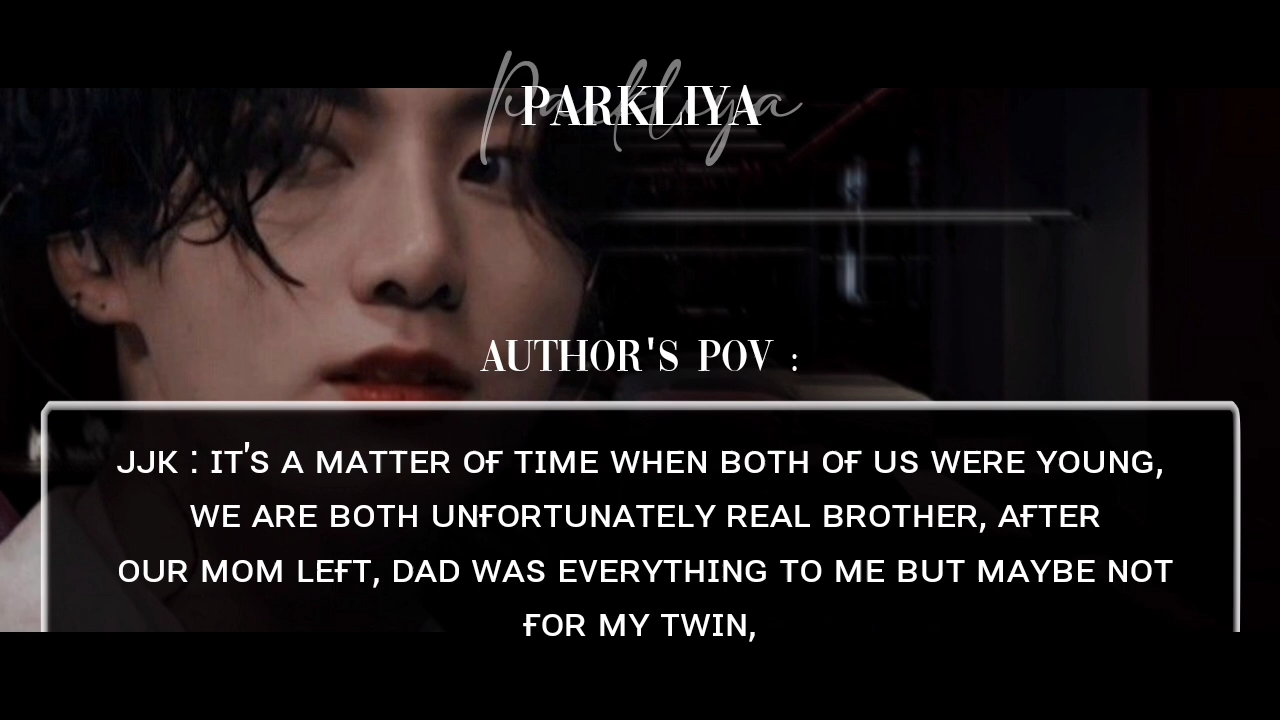 Parkliya
PARKLIYA
AUTHOR'S POV :
JJK : IT'S A MATTER OF TIME WHEN BOTH OF US WERE YOUNG,
WE ARE BOTH UNFORTUNATELY REAL BROTHER, AFTER
OUR MOM LEFT, DAD WAS EVERYTHING TO ME BUT MAYBE NOT
FOR MY TWIN,